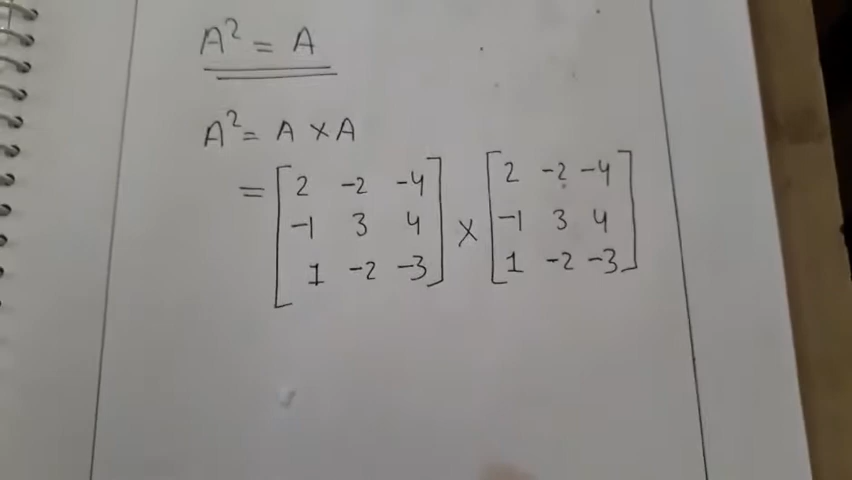 A² = A
A² = A × A
= [2 -2 -4] × [2 -2 -4]
[-1 3 4] [-1 3 4]
[1 -2 -3] [1 -2 -3]